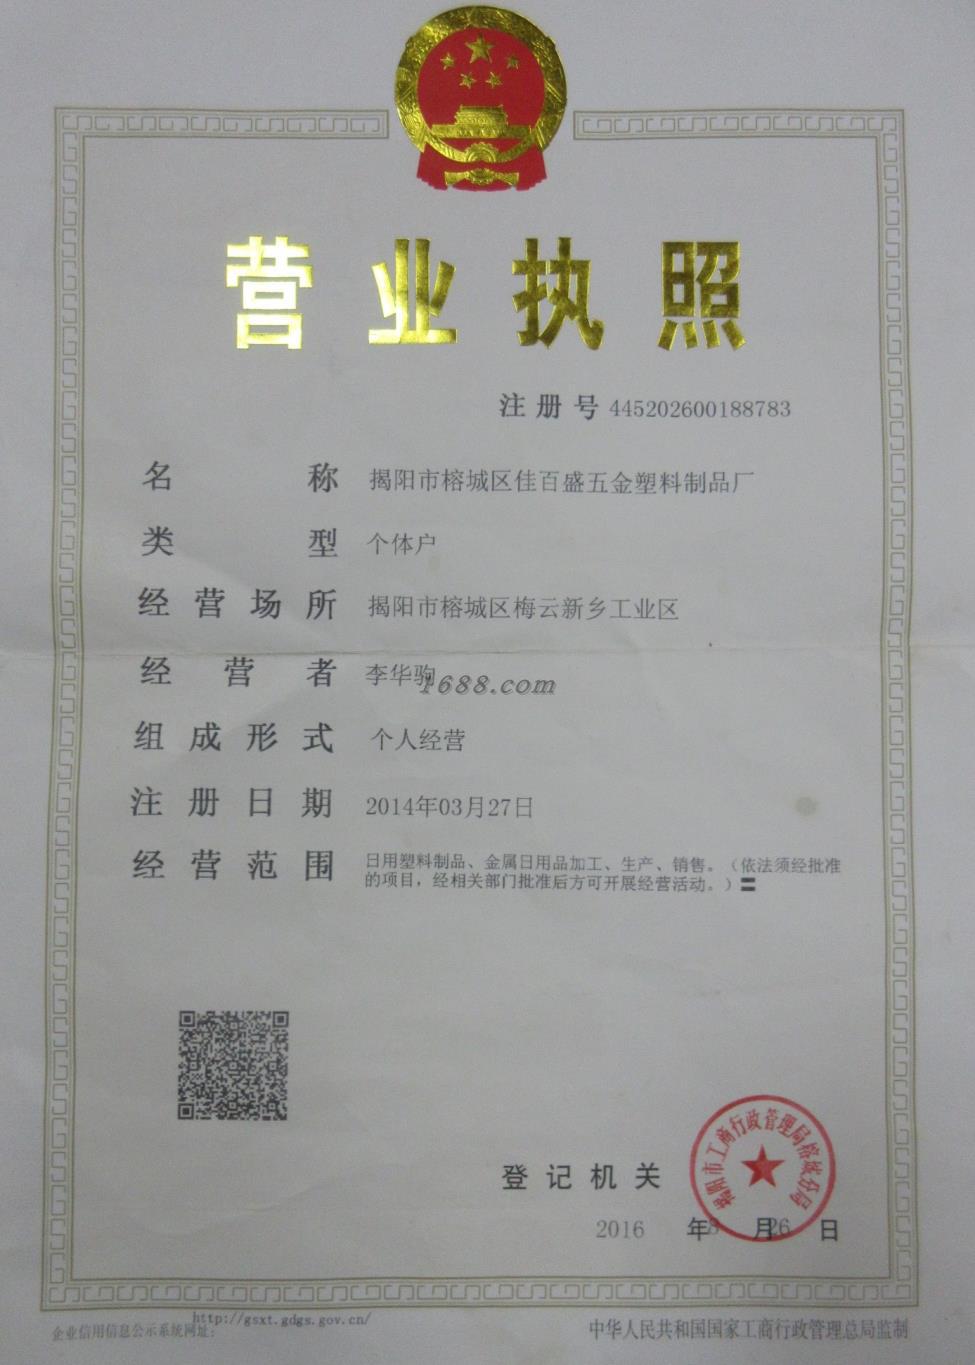 营业执照
注册号 445202600188783
名称 揭阳市榕城区佳百盛五金塑料制品厂
类型 个体户
经营场所 揭阳市榕城区梅云新乡工业区
经营者 李华驹
1688.com
组成形式 个人经营
注册日期 2014年03月27日
经营范围 日用塑料制品、金属日用品加工、生产、销售。（依法须经批准
的项目，经相关部门批准后方可开展经营活动。）〓
揭阳市工商行政管理局榕城分局
登记机关
2016 年8 月26 日
http://gsxt.gdgs.gov.cn/
企业信用信息公示系统网址：
中华人民共和国国家工商行政管理总局监制